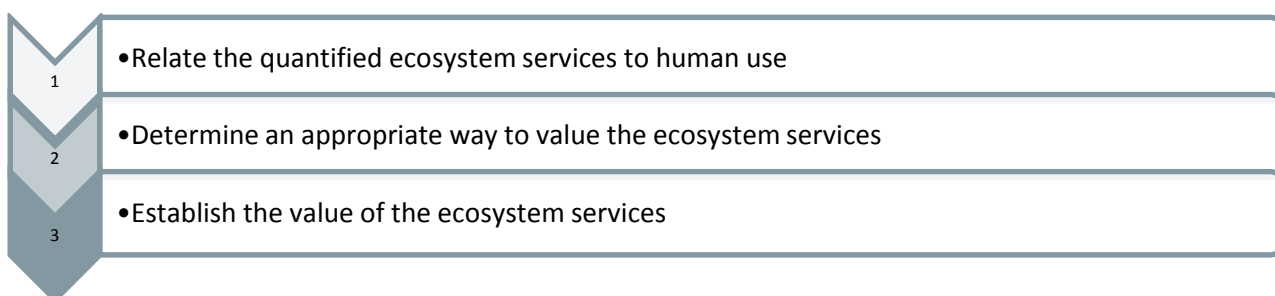 1
•Relate the quantified ecosystem services to human use
2
•Determine an appropriate way to value the ecosystem services
3
•Establish the value of the ecosystem services